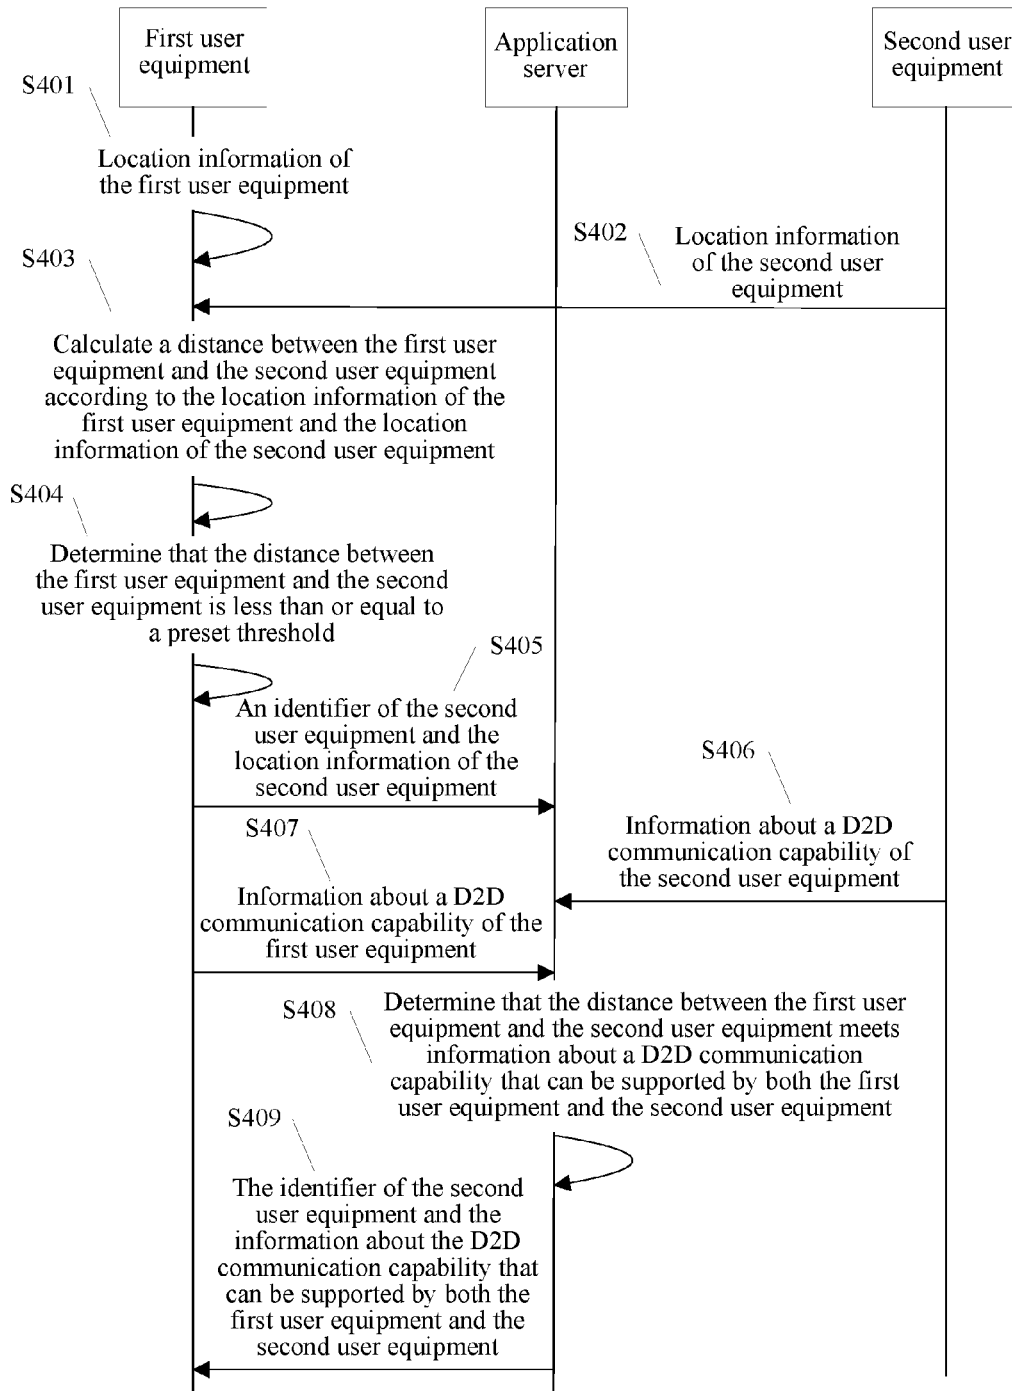 First user
equipment
Application
server
Second user
equipment
S401
Location information of
the first user equipment
S402
Location information
of the second user
equipment
S403
Calculate a distance between the first user
equipment and the second user equipment
according to the location information of the
first user equipment and the location
information of the second user equipment
S404
Determine that the distance between
the first user equipment and the second
user equipment is less than or equal to
a preset threshold
S405
An identifier of the second
user equipment and the
location information of the
second user equipment
S406
Information about a D2D
communication capability of
the second user equipment
S407
Information about a D2D
communication capability of the
first user equipment
S408
Determine that the distance between the first user
equipment and the second user equipment meets
information about a D2D communication
capability that can be supported by both the first
user equipment and the second user equipment
S409
The identifier of the second
user equipment and the
information about the D2D
communication capability that
can be supported by both the
first user equipment and the
second user equipment